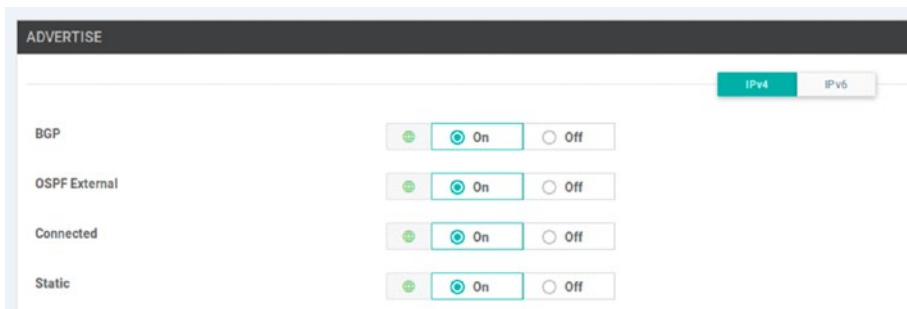 ADVERTISE
IPv4 IPv6
BGP On Off
OSPF External On Off
Connected On Off
Static On Off